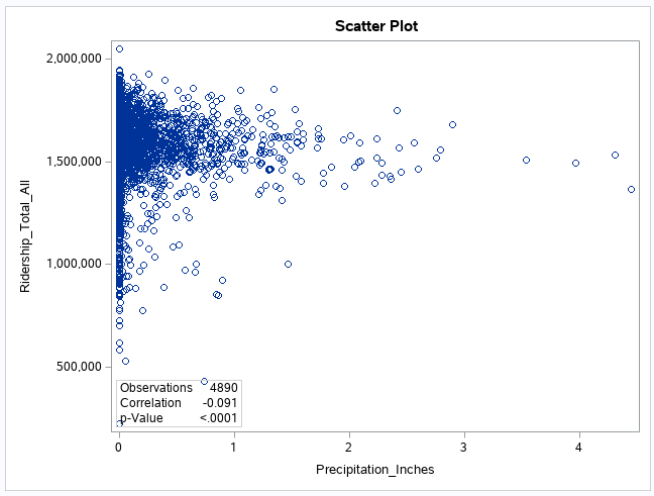 Scatter Plot
2,000,000
1,500,000
1,000,000
500,000
Ridership_Total_All
Observations 4890
Correlation -0.091
p-Value <.0001
0 1 2 3 4
Precipitation_Inches